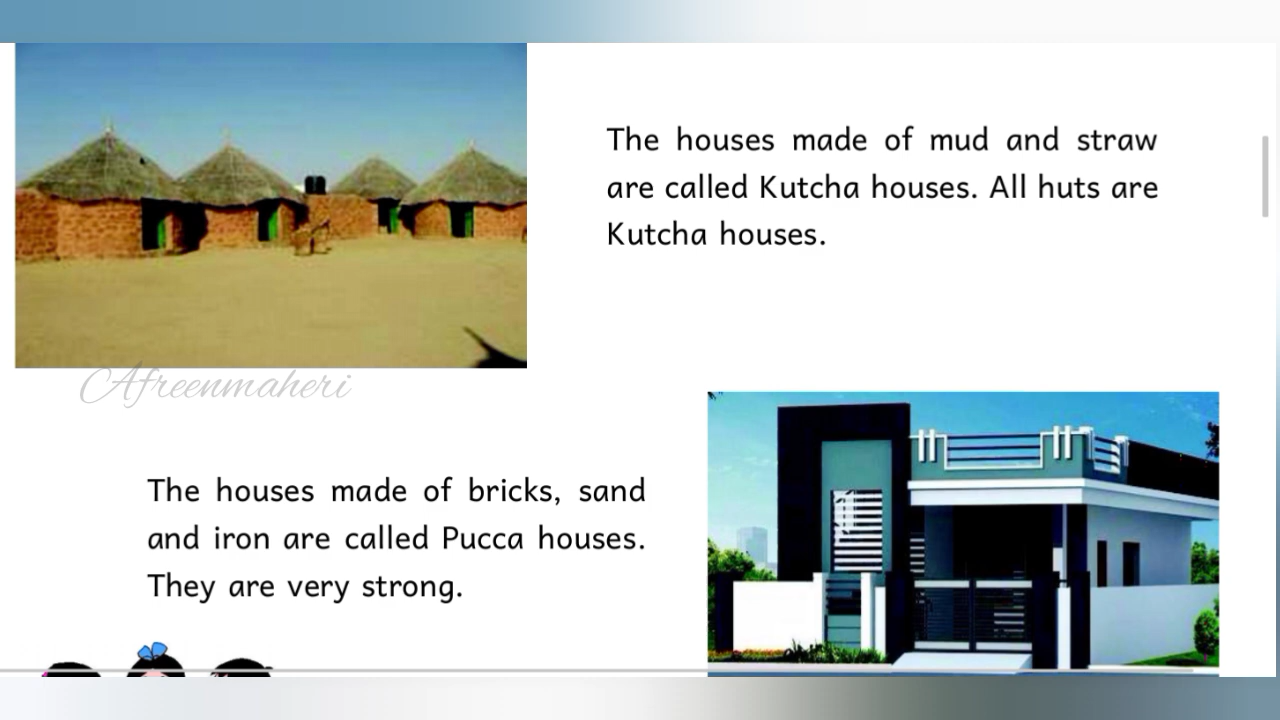 The houses made of mud and straw
are called Kutcha houses. All huts are
Kutcha houses.
Afreenmaheri
The houses made of bricks, sand
and iron are called Pucca houses.
They are very strong.